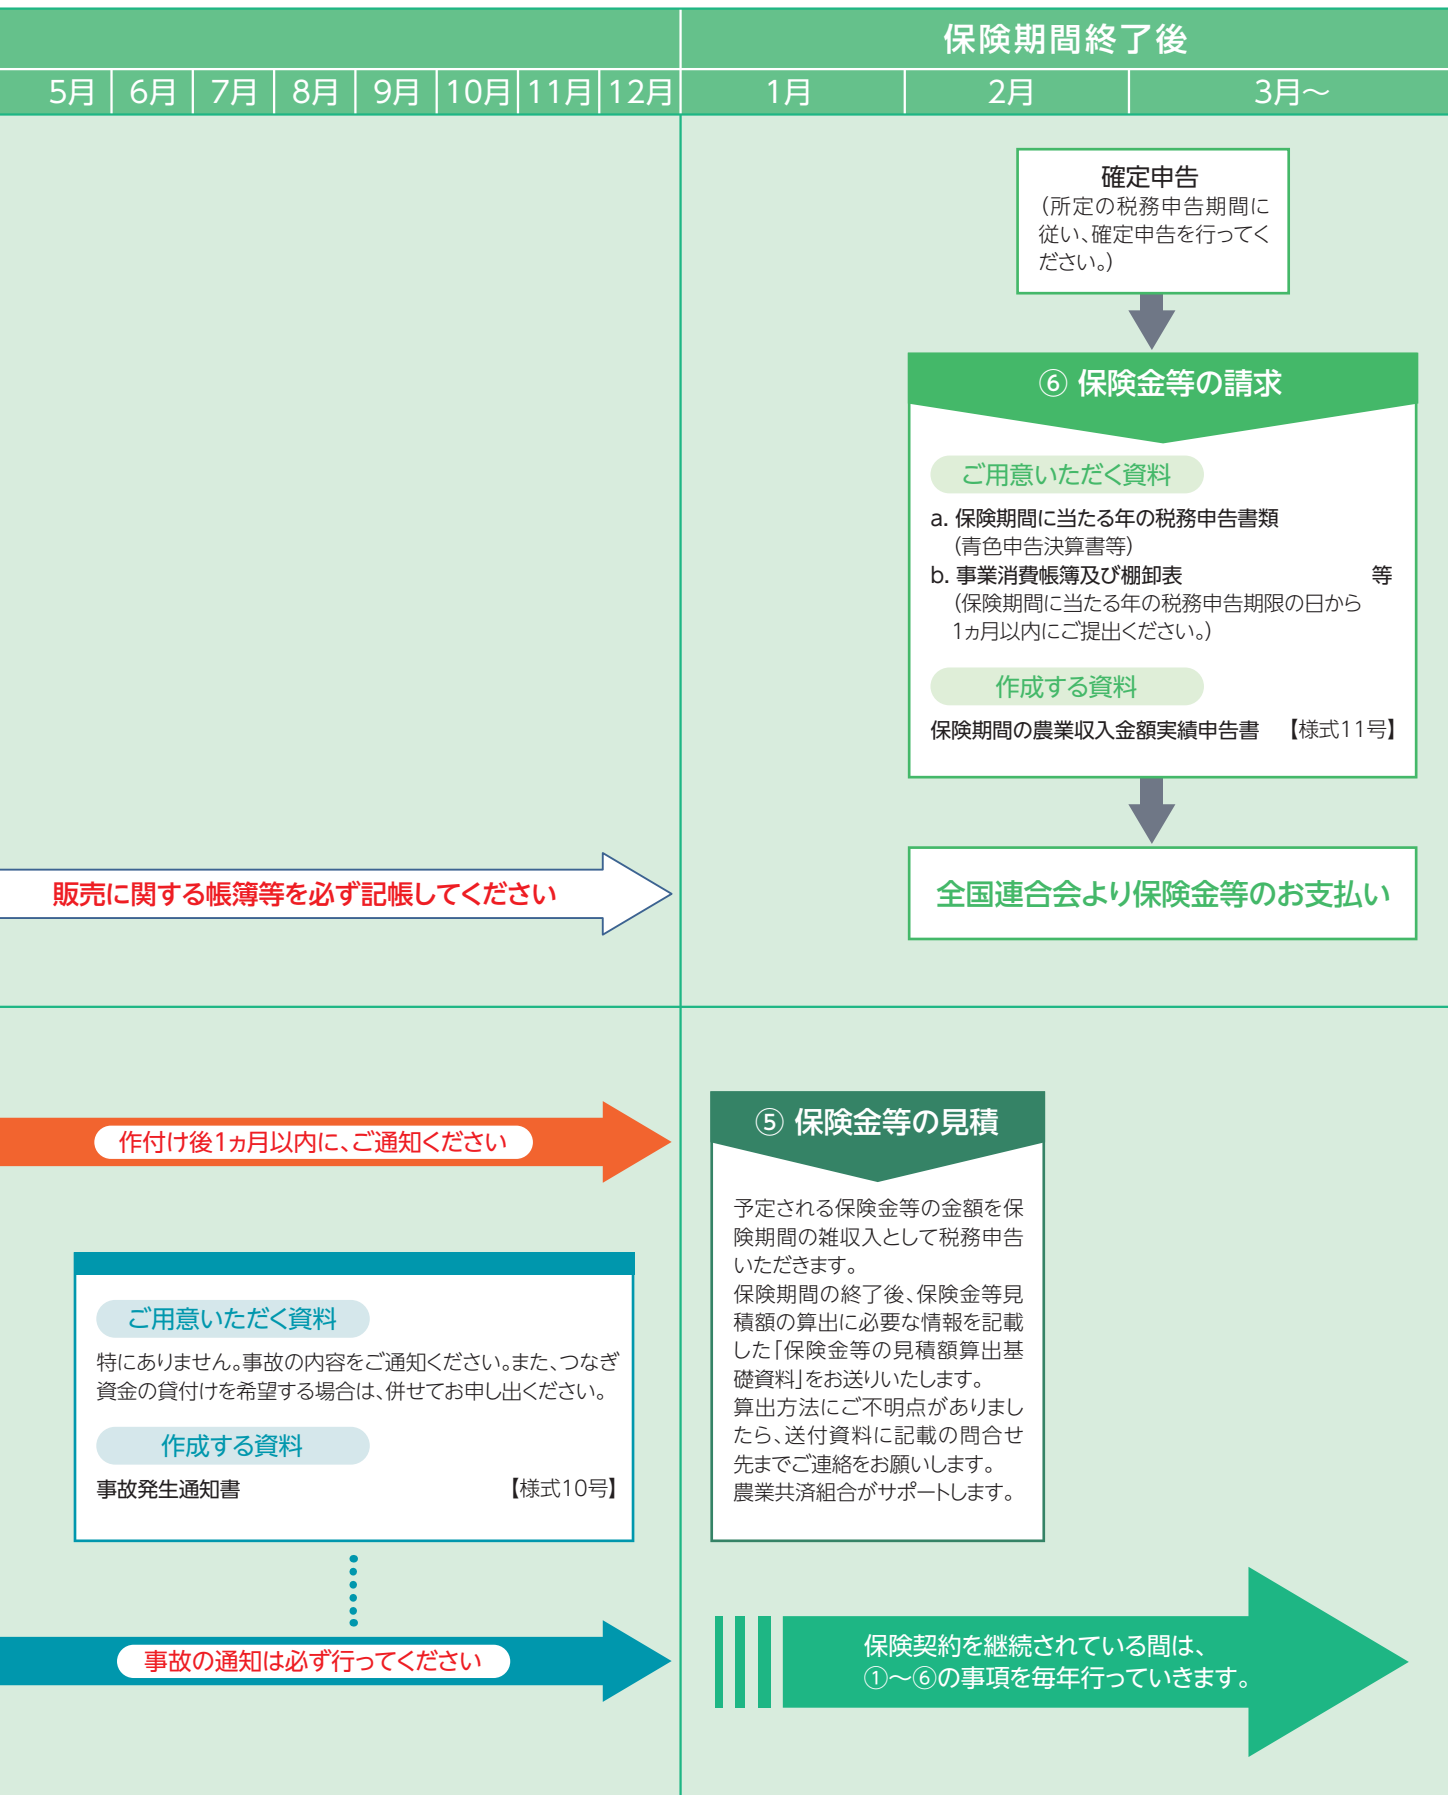 保険期間終了後
5月 6月 7月 8月 9月 10月 11月 12月 1月 2月 3月～
確定申告
（所定の税務申告期間に
従い、確定申告を行ってく
ださい。）
⑥ 保険金等の請求
ご用意いただく資料
a. 保険期間に当たる年の税務申告書類
（青色申告決算書等）
b. 事業消費帳簿及び棚卸表 等
（保険期間に当たる年の税務申告期限の日から
1ヵ月以内にご提出ください。）
作成する資料
保険期間の農業収入金額実績申告書 【様式11号】
販売に関する帳簿等を必ず記帳してください
全国連合会より保険金等のお支払い
作付け後1ヵ月以内に、ご通知ください
ご用意いただく資料
特にありません。事故の内容をご通知ください。また、つなぎ
資金の貸付けを希望する場合は、併せてお申し出ください。
作成する資料
事故発生通知書 【様式10号】
事故の通知は必ず行ってください
⑤ 保険金等の見積
予定される保険金等の金額を保
険期間の雑収入として税務申告
いただきます。
保険期間の終了後、保険金等見
積額の算出に必要な情報を記載
した「保険金等の見積額算出基
礎資料」をお送りいたします。
算出方法にご不明点がありまし
たら、送付資料に記載の問合せ
先までご連絡をお願いします。
農業共済組合がサポートします。
保険契約を継続されている間は、
①～⑥の事項を毎年行っていきます。